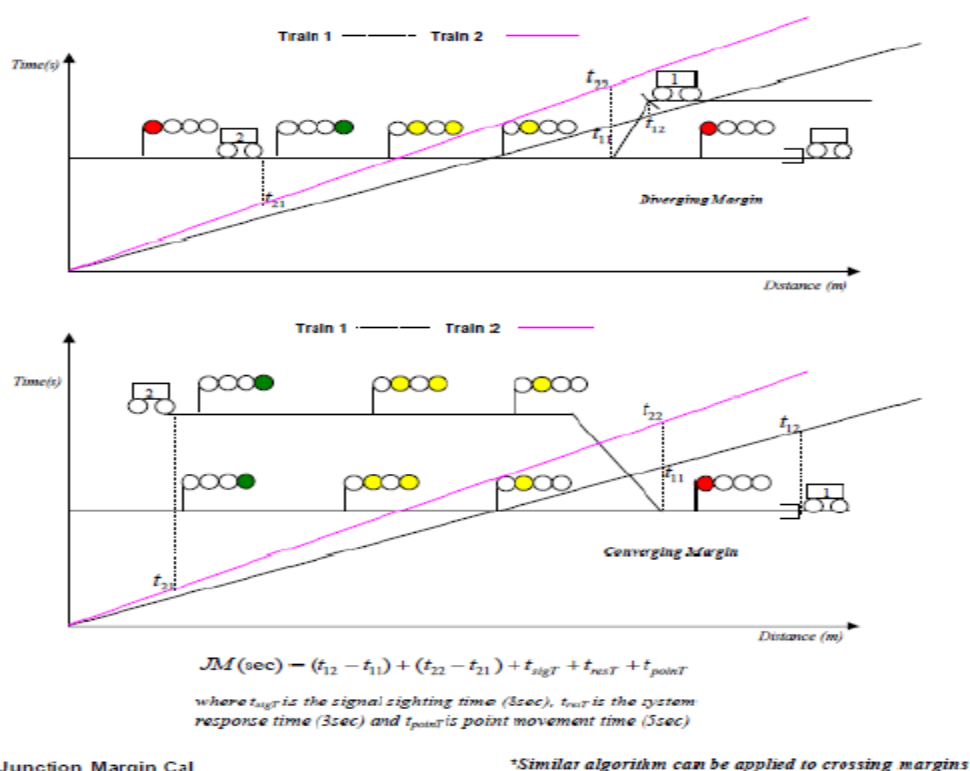 Train 1 Train 2
Time(s)
t22
1
t11
t12
2
t21
Diverging Margin
Distance (m)
Train 1 Train 2
Time(s)
2
t22
t12
t11
1
Converging Margin
t21
Distance (m)
JM (sec) = (t12 − t11) + (t22 − t21) + tsigT + tresT + tpoinT
where tsigT is the signal sighting time (8sec), tresT is the system
response time (3sec) and tpoinT is point movement time (5sec)
Junction Margin Cal
*Similar algorithm can be applied to crossing margins